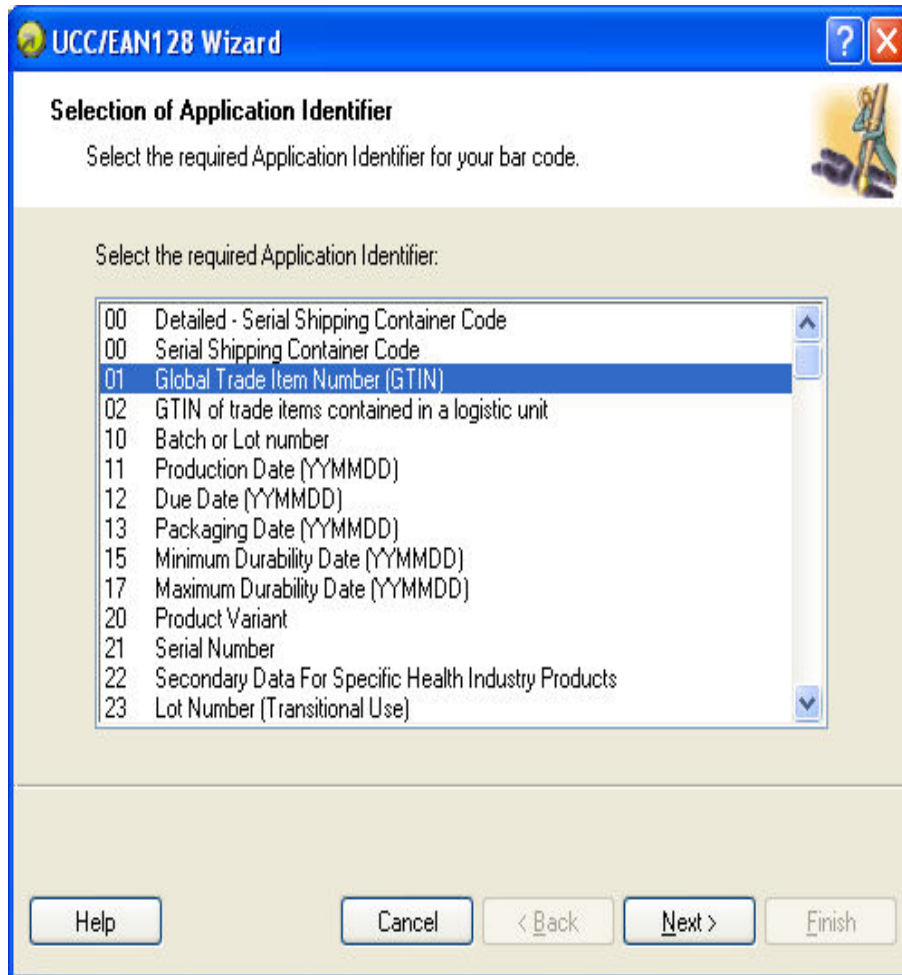 UCC/EAN128 Wizard
Selection of Application Identifier
Select the required Application Identifier for your bar code.
Select the required Application Identifier:
00 Detailed - Serial Shipping Container Code
00 Serial Shipping Container Code
01 Global Trade Item Number (GTIN)
02 GTIN of trade items contained in a logistic unit
10 Batch or Lot number
11 Production Date (YYMMDD)
12 Due Date (YYMMDD)
13 Packaging Date (YYMMDD)
15 Minimum Durability Date (YYMMDD)
17 Maximum Durability Date (YYMMDD)
20 Product Variant
21 Serial Number
22 Secondary Data For Specific Health Industry Products
23 Lot Number (Transitional Use)
Help Cancel < Back Next > Finish